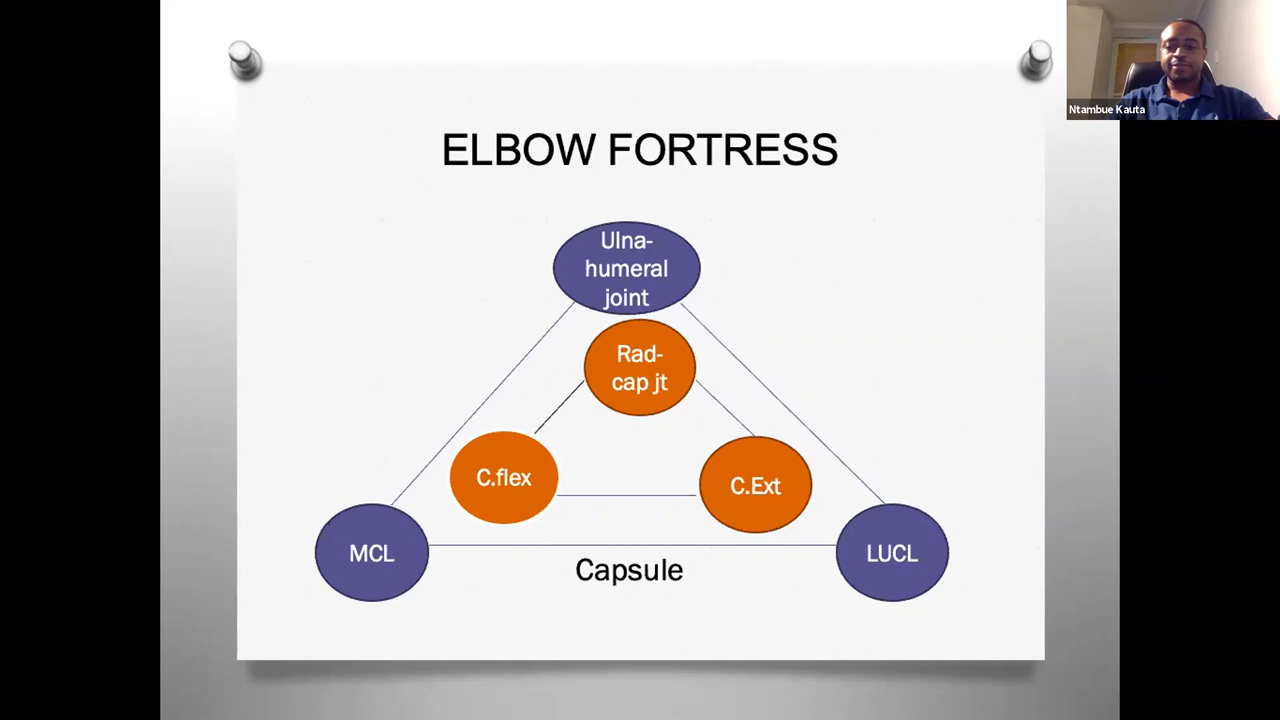 Ntambue Kauta
ELBOW FORTRESS
Ulna-
humeral
joint
Rad-
cap jt
C.flex
C.Ext
MCL
LUCL
Capsule